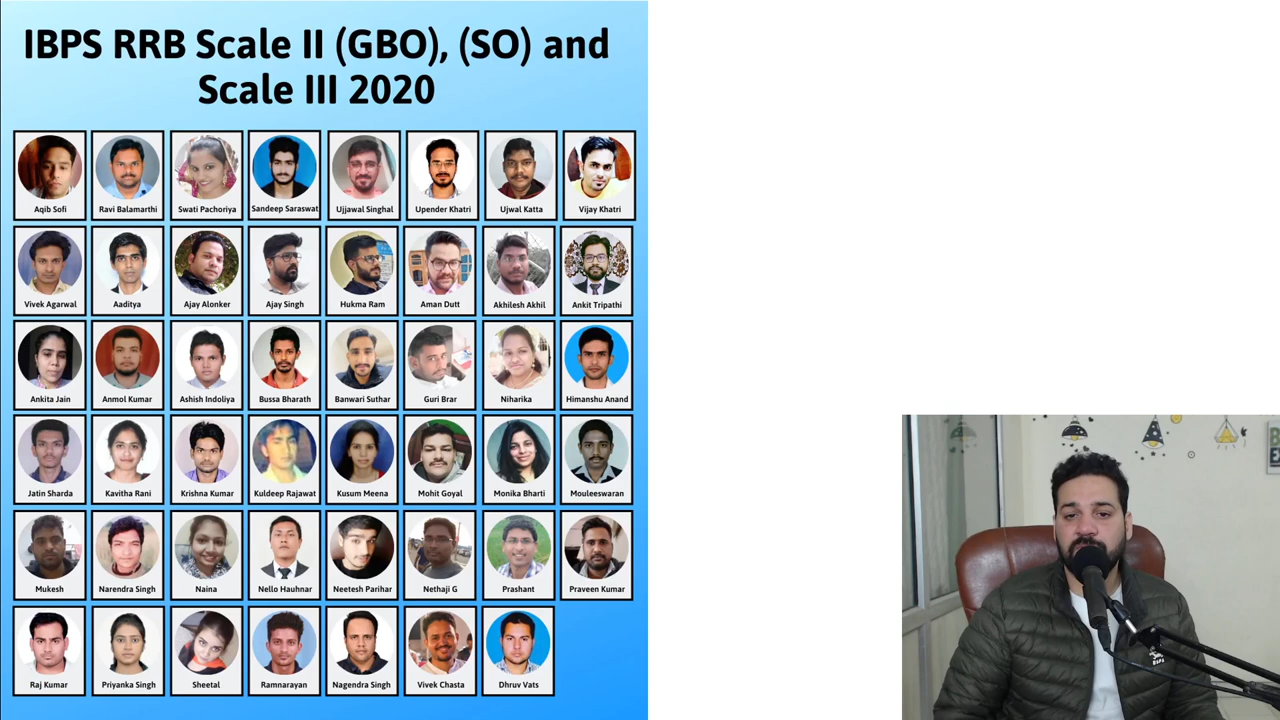 IBPS RRB Scale II (GBO), (SO) and
Scale III 2020
Aqib Sofi
Ravi Balamarthi
Swati Pachoriya
Sandeep Saraswat
Ujjawal Singhal
Upender Khatri
Ujwal Katta
Vijay Khatri
Vivek Agarwal
Aaditya
Ajay Alonker
Ajay Singh
Hukma Ram
Aman Dutt
Akhilesh Akhil
Ankit Tripathi
Ankita Jain
Anmol Kumar
Ashish Indoliya
Bussa Bharath
Banwari Suthar
Guri Brar
Niharika
Himanshu Anand
Jatin Sharda
Kavitha Rani
Krishna Kumar
Kuldeep Rajawat
Kusum Meena
Mohit Goyal
Monika Bharti
Mouleeswaran
Mukesh
Narendra Singh
Naina
Nello Hauhnar
Neetesh Parihar
Nethaji G
Prashant
Praveen Kumar
Raj Kumar
Priyanka Singh
Sheetal
Ramnarayan
Nagendra Singh
Vivek Chasta
Dhruv Vats